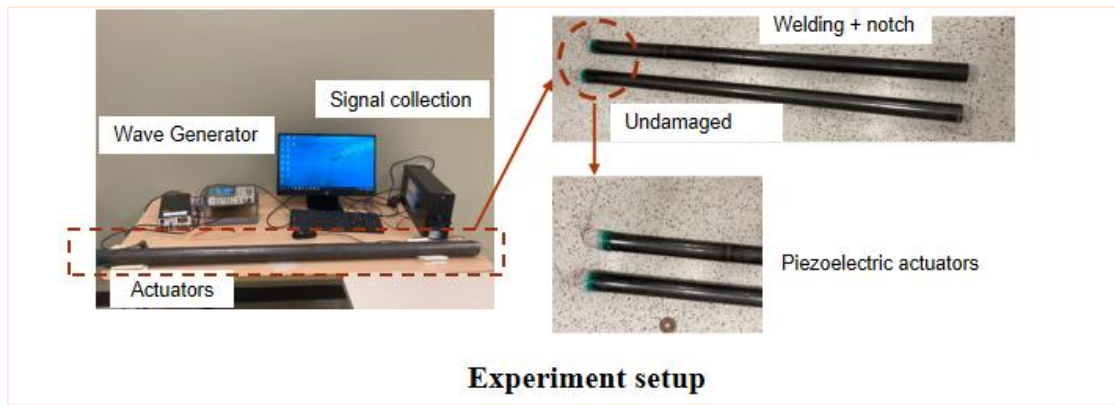 Welding + notch
Signal collection
Wave Generator
Undamaged
Piezoelectric actuators
Actuators
Experiment setup